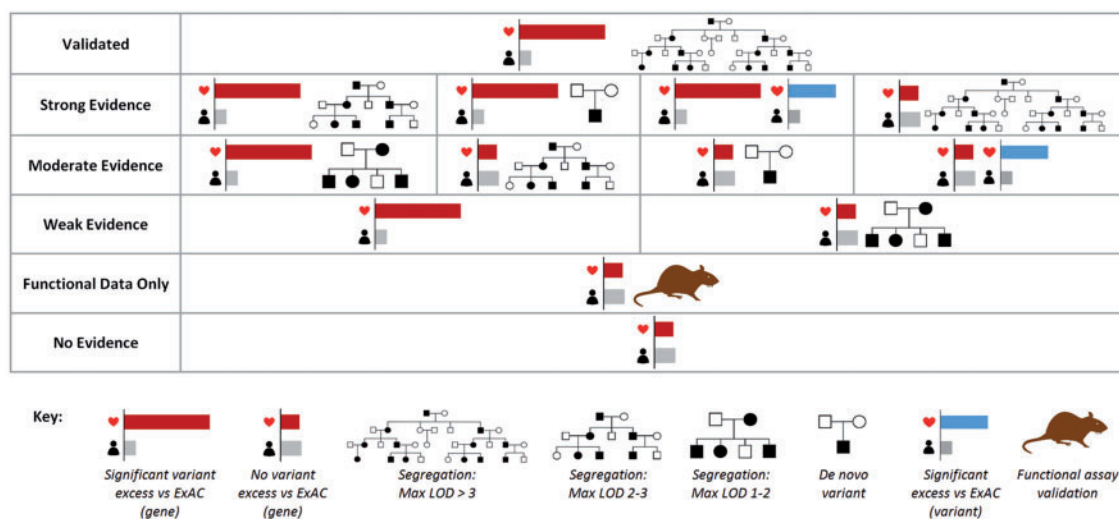 Validated
Strong Evidence
Moderate Evidence
Weak Evidence
Functional Data Only
No Evidence
Key:
Significant variant
excess vs ExAC
(gene)
No variant
excess vs ExAC
(gene)
Segregation:
Max LOD > 3
Segregation:
Max LOD 2-3
Segregation:
Max LOD 1-2
De novo
variant
Significant
excess vs ExAC
(variant)
Functional assay
validation